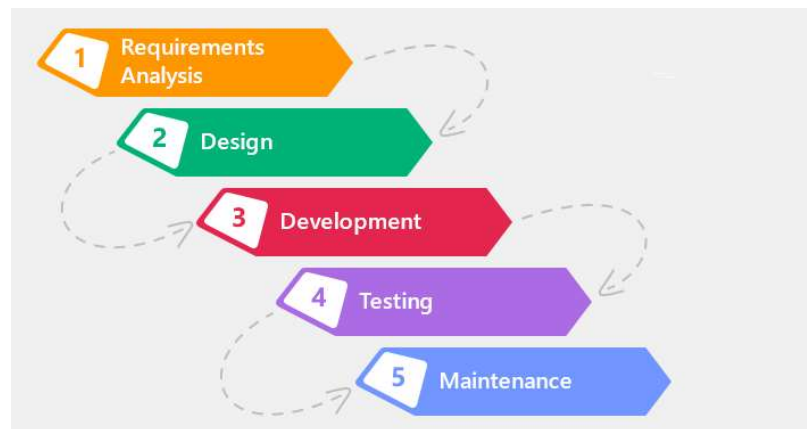 1
Requirements
Analysis
2
Design
3
Development
4
Testing
5
Maintenance